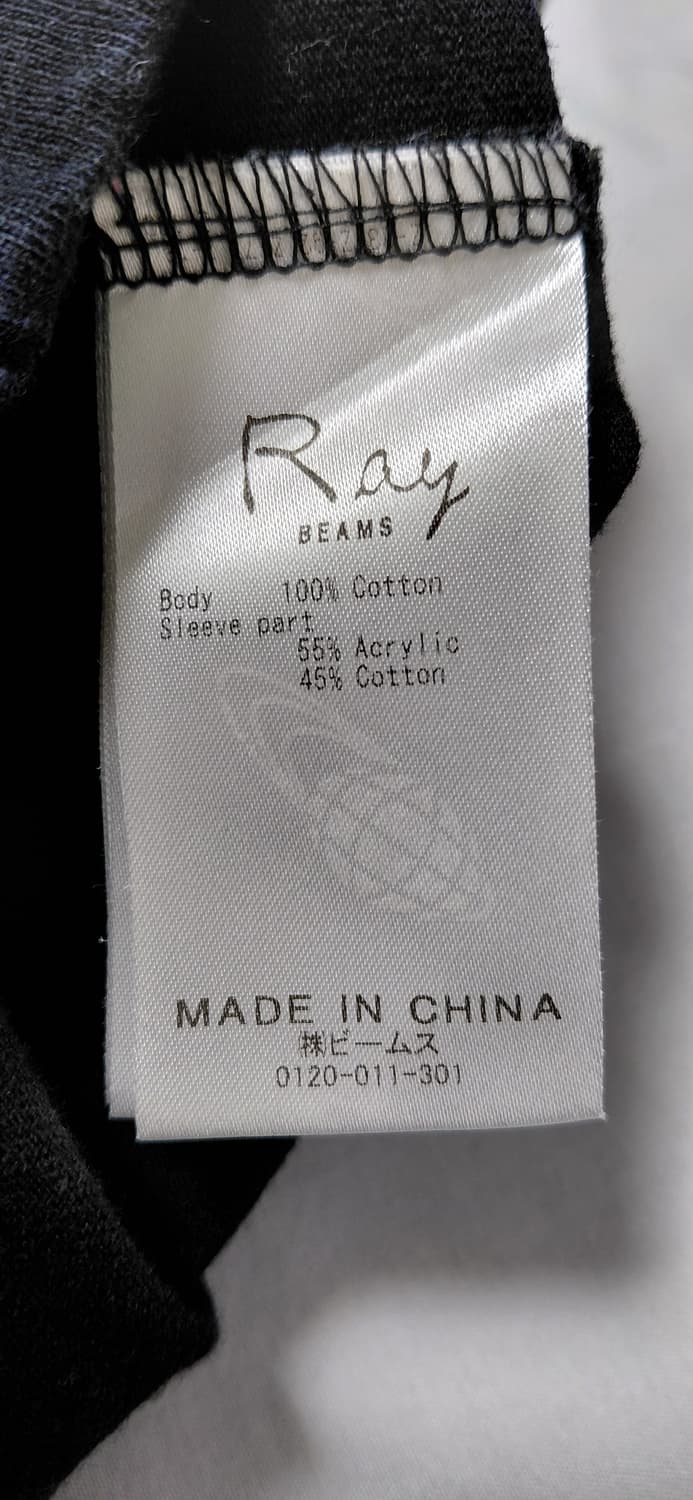 Ray
BEAMS
Body 100% Cotton
Sleeve part
55% Acrylic
45% Cotton
MADE IN CHINA
㈱ビームス
0120-011-301